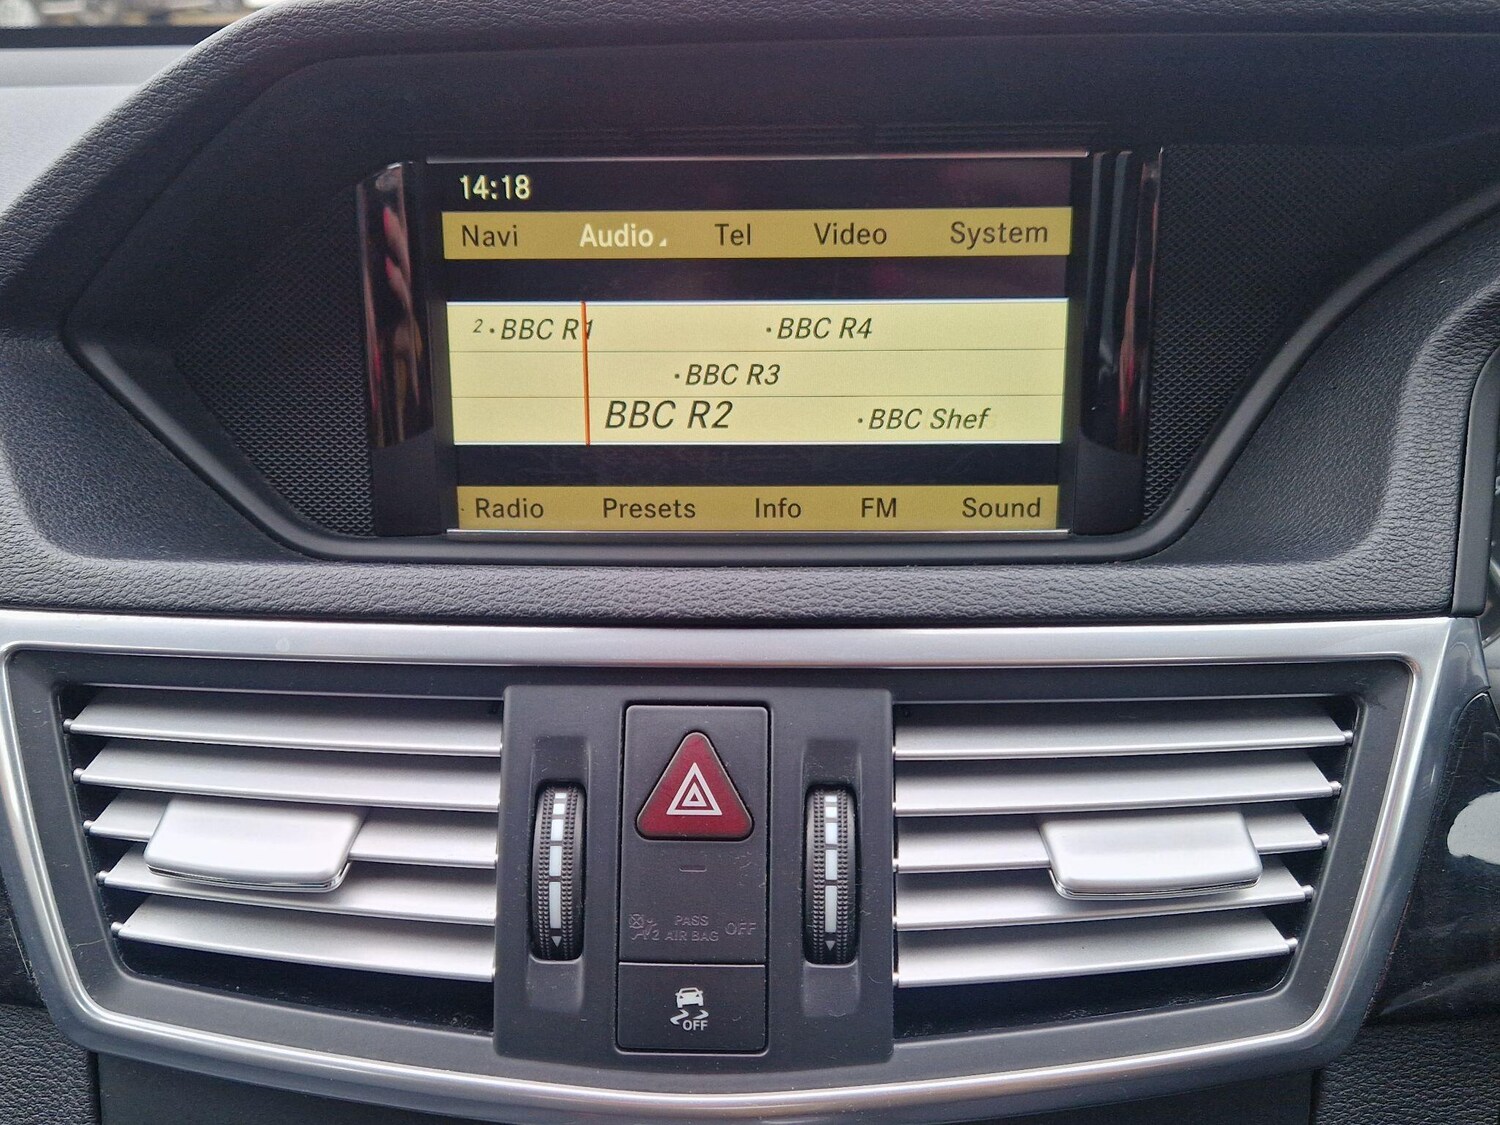 14:18
Navi Audio Tel Video System
2 · BBC R1 · BBC R4
· BBC R3
BBC R2 · BBC Shef
Radio Presets Info FM Sound
PASS
AIR BAG OFF
2
OFF